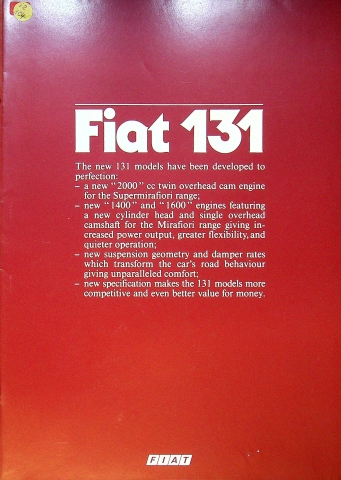 Fiat 131
The new 131 models have been developed to
perfection:
– a new "2000" cc twin overhead cam engine
for the Supermirafiori range;
– new "1400" and "1600" engines featuring
a new cylinder head and single overhead
camshaft for the Mirafiori range giving in-
creased power output, greater flexibility, and
quieter operation;
– new suspension geometry and damper rates
which transform the car's road behaviour
giving unparalleled comfort;
– new specification makes the 131 models more
competitive and even better value for money.
FIAT